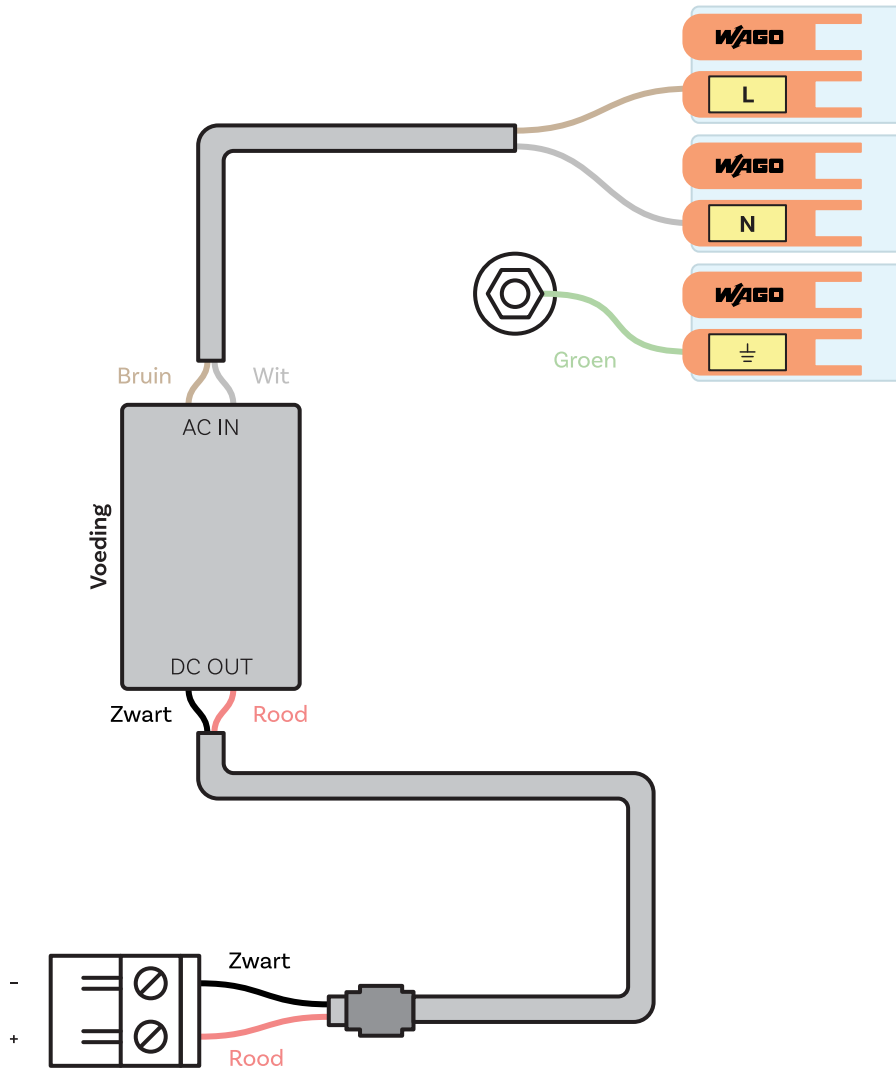 WAGO
L
WAGO
N
WAGO
Groen
Bruin
Wit
AC IN
Voeding
DC OUT
Zwart
Rood
Zwart
-
+
Rood